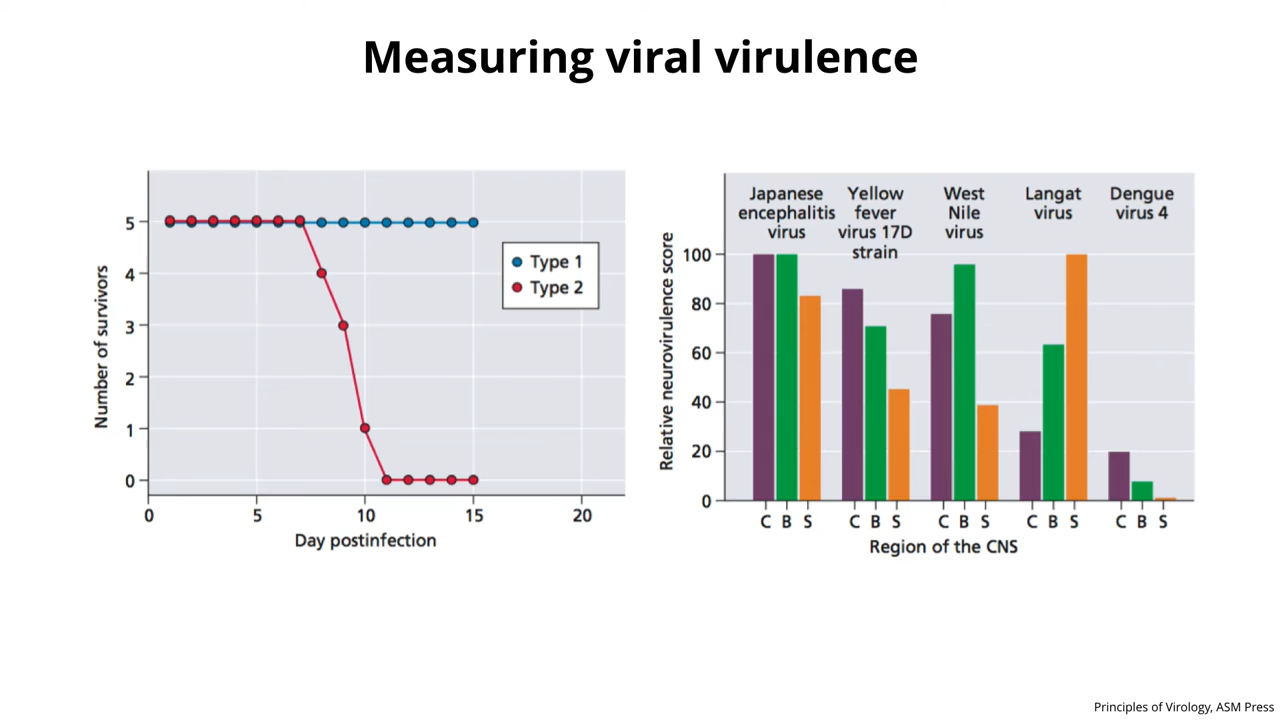 Measuring viral virulence
Number of survivors
5
4
3
2
1
0
0 5 10 15 20
Day postinfection
Type 1
Type 2
Relative neurovirulence score
100
80
60
40
20
0
Japanese
encephalitis
virus
Yellow
fever
virus 17D
strain
West
Nile
virus
Langat
virus
Dengue
virus 4
C B S C B S C B S C B S C B S
Region of the CNS
Principles of Virology, ASM Press